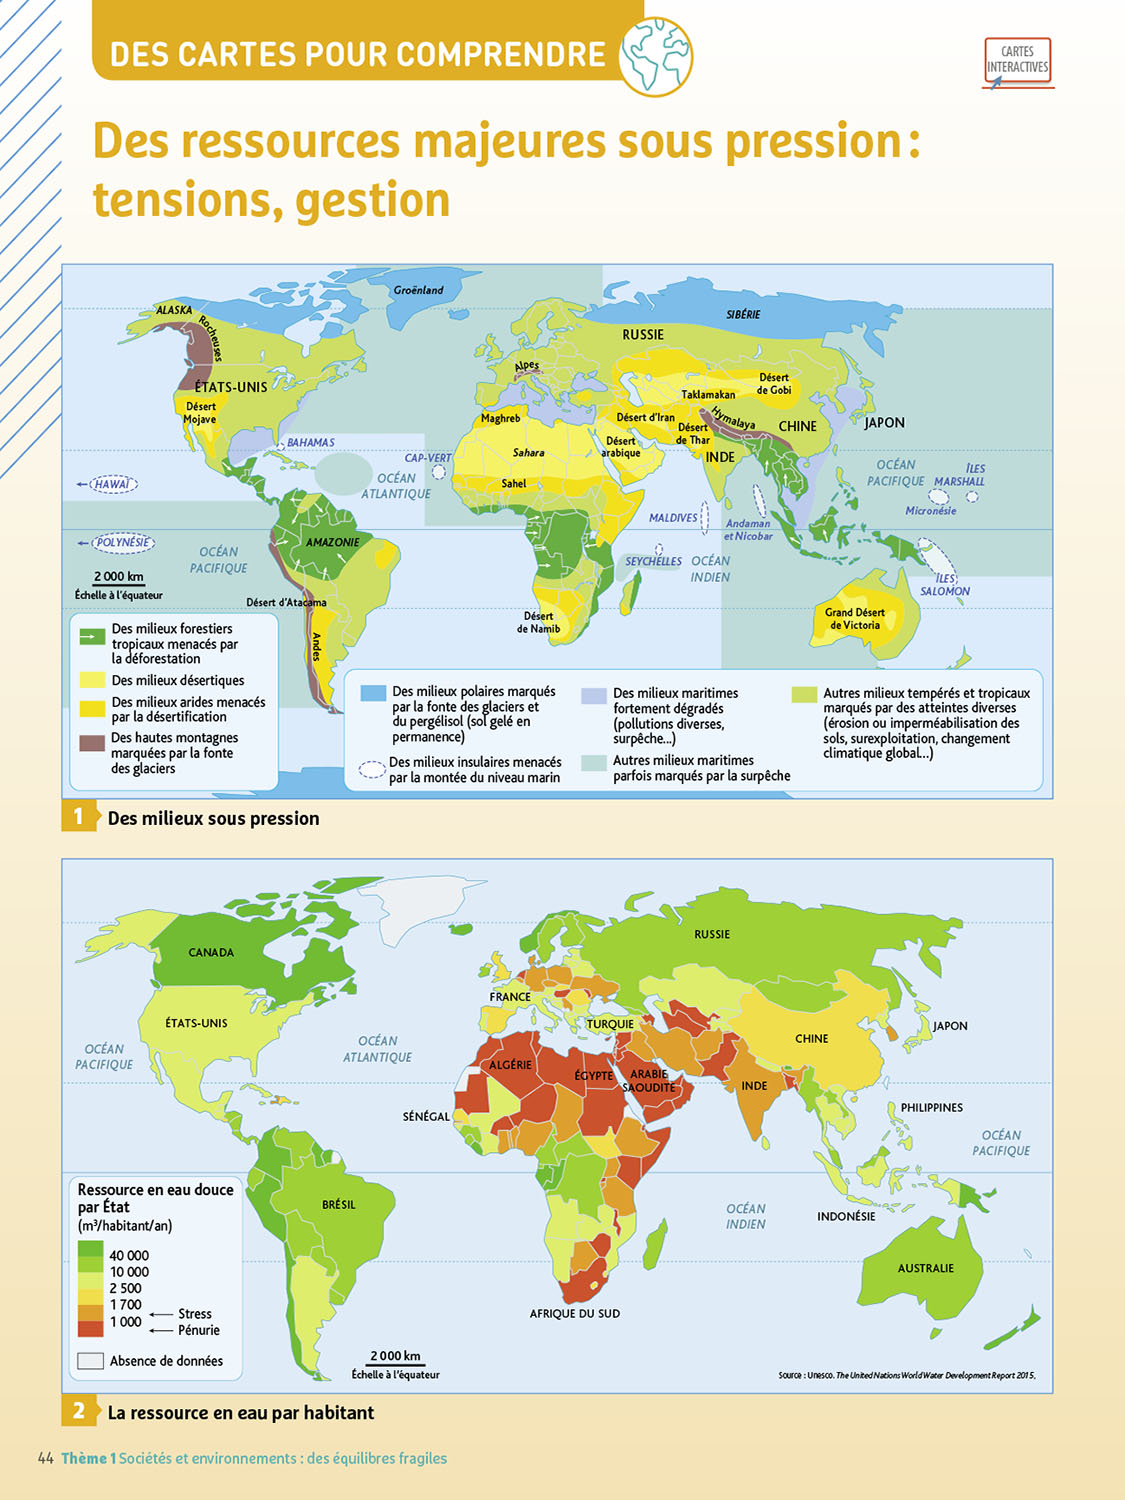 DES CARTES POUR COMPRENDRE
CARTES
INTERACTIVES
Des ressources majeures sous pression :
tensions, gestion
Groënland
ALASKA
Rocheuses
SIBÉRIE
RUSSIE
Alpes
ÉTATS-UNIS
Désert
Mojave
Taklamakan
Désert
de Gobi
Maghreb
Désert d'Iran
Hymalaya
CHINE
JAPON
Désert
de Thar
BAHAMAS
Désert
arabique
INDE
Sahara
CAP-VERT
OCÉAN
ATLANTIQUE
Sahel
OCÉAN
PACIFIQUE
ÎLES
MARSHALL
HAWAÏ
Micronésie
MALDIVES
Andaman
et Nicobar
POLYNÉSIE
AMAZONIE
OCÉAN
PACIFIQUE
SEYCHELLES
OCÉAN
INDIEN
ÎLES
SALOMON
2 000 km
Échelle à l'équateur
Désert d'Atacama
Andes
Désert
de Namib
Grand Désert
de Victoria
Des milieux forestiers
tropicaux menacés par
la déforestation
Des milieux désertiques
Des milieux arides menacés
par la désertification
Des hautes montagnes
marquées par la fonte
des glaciers
Des milieux polaires marqués
par la fonte des glaciers et
du pergélisol (sol gelé en
permanence)
Des milieux insulaires menacés
par la montée du niveau marin
Des milieux maritimes
fortement dégradés
(pollutions diverses,
surpêche...)
Autres milieux maritimes
parfois marqués par la surpêche
Autres milieux tempérés et tropicaux
marqués par des atteintes diverses
(érosion ou imperméabilisation des
sols, surexploitation, changement
climatique global...)
1 Des milieux sous pression
CANADA
RUSSIE
FRANCE
ÉTATS-UNIS
TURQUIE
CHINE
JAPON
OCÉAN
PACIFIQUE
OCÉAN
ATLANTIQUE
ALGÉRIE
ÉGYPTE
ARABIE
SAOUDITE
INDE
SÉNÉGAL
PHILIPPINES
OCÉAN
PACIFIQUE
BRÉSIL
OCÉAN
INDIEN
INDONÉSIE
AUSTRALIE
AFRIQUE DU SUD
Ressource en eau douce
par État
(m³/habitant/an)
40 000
10 000
2 500
1 700
1 000
Stress
Pénurie
Absence de données
2 000 km
Échelle à l'équateur
Source : Unesco. The United Nations World Water Development Report 2015.
2 La ressource en eau par habitant
44 Thème 1 Sociétés et environnements : des équilibres fragiles